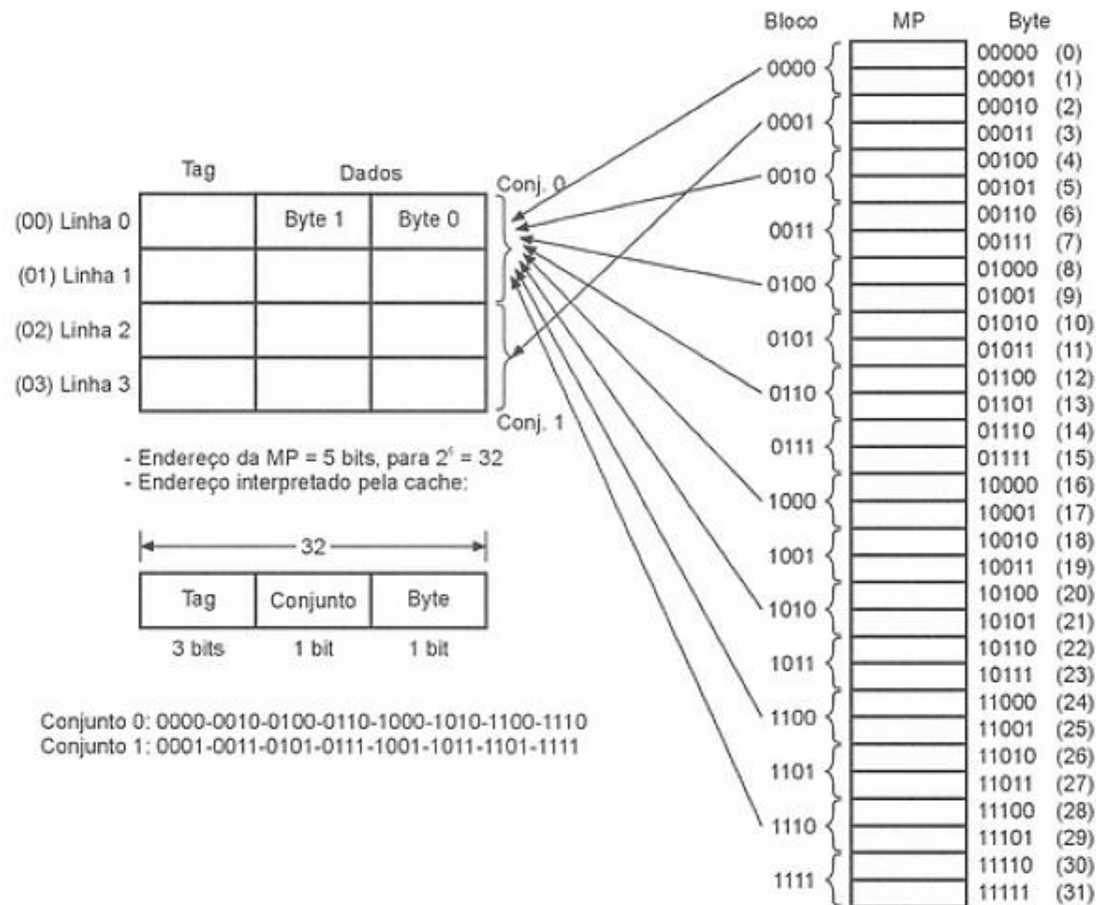 Bloco MP Byte
0000 00000 (0)
00001 (1)
0001 00010 (2)
00011 (3)
0010 00100 (4)
00101 (5)
0011 00110 (6)
00111 (7)
0100 01000 (8)
01001 (9)
0101 01010 (10)
01011 (11)
0110 01100 (12)
01101 (13)
0111 01110 (14)
01111 (15)
1000 10000 (16)
10001 (17)
1001 10010 (18)
10011 (19)
1010 10100 (20)
10101 (21)
1011 10110 (22)
10111 (23)
1100 11000 (24)
11001 (25)
1101 11010 (26)
11011 (27)
1110 11100 (28)
11101 (29)
1111 11110 (30)
11111 (31)
Tag Dados
Conj. 0
(00) Linha 0 Byte 1 Byte 0
(01) Linha 1
(02) Linha 2
(03) Linha 3
Conj. 1
- Endereço da MP = 5 bits, para 2⁵ = 32
- Endereço interpretado pela cache:
32
Tag Conjunto Byte
3 bits 1 bit 1 bit
Conjunto 0: 0000-0010-0100-0110-1000-1010-1100-1110
Conjunto 1: 0001-0011-0101-0111-1001-1011-1101-1111